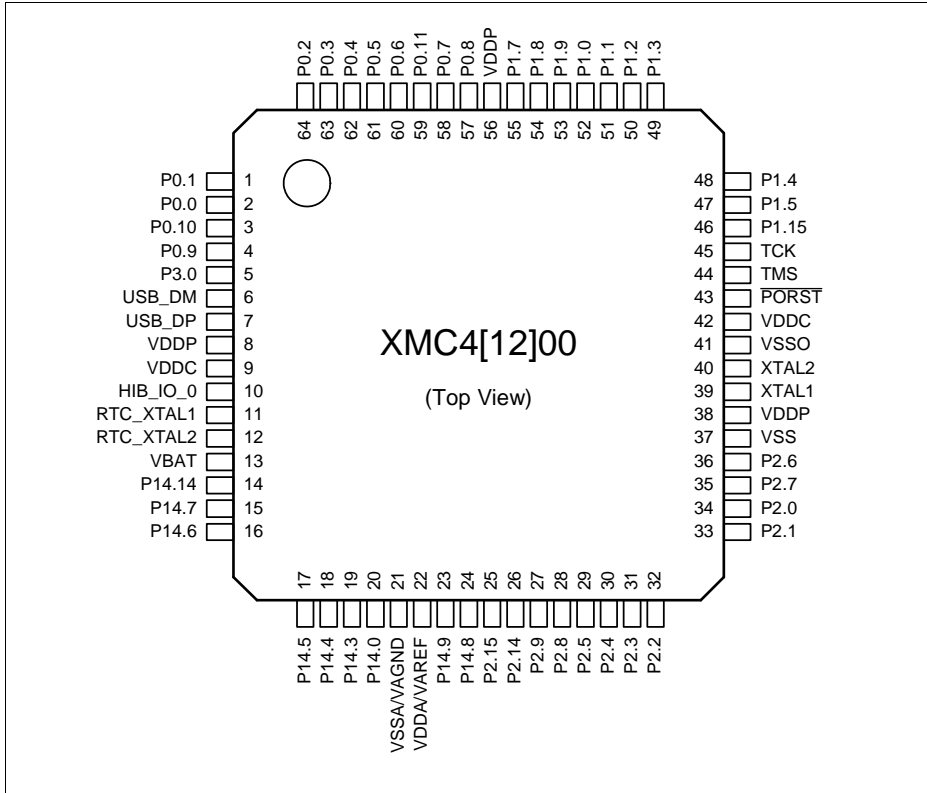 P0.2
P0.3
P0.4
P0.5
P0.6
P0.11
P0.7
P0.8
VDDP
P1.7
P1.8
P1.9
P1.0
P1.1
P1.2
P1.3
64
63
62
61
60
59
58
57
56
55
54
53
52
51
50
49
P0.1 1
P0.0 2
P0.10 3
P0.9 4
P3.0 5
USB_DM 6
USB_DP 7
VDDP 8
VDDC 9
HIB_IO_0 10
RTC_XTAL1 11
RTC_XTAL2 12
VBAT 13
P14.14 14
P14.7 15
P14.6 16
XMC4[12]00
(Top View)
48 P1.4
47 P1.5
46 P1.15
45 TCK
44 TMS
43 PORST
42 VDDC
41 VSSO
40 XTAL2
39 XTAL1
38 VDDP
37 VSS
36 P2.6
35 P2.7
34 P2.0
33 P2.1
17
18
19
20
21
22
23
24
25
26
27
28
29
30
31
32
P14.5
P14.4
P14.3
P14.0
VSSA/VAGND
VDDA/VAREF
P14.9
P14.8
P2.15
P2.14
P2.9
P2.8
P2.5
P2.4
P2.3
P2.2